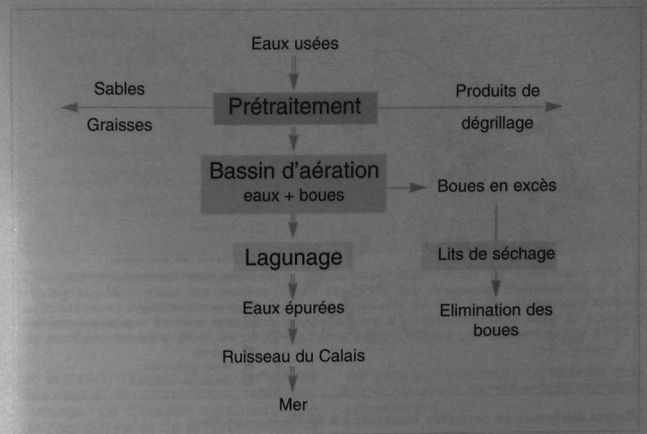 Eaux usées
Sables
Graisses
Prétraitement
Produits de
dégrillage
Bassin d'aération
eaux + boues
Boues en excès
Lagunage
Lits de séchage
Eaux épurées
Elimination des
boues
Ruisseau du Calais
Mer